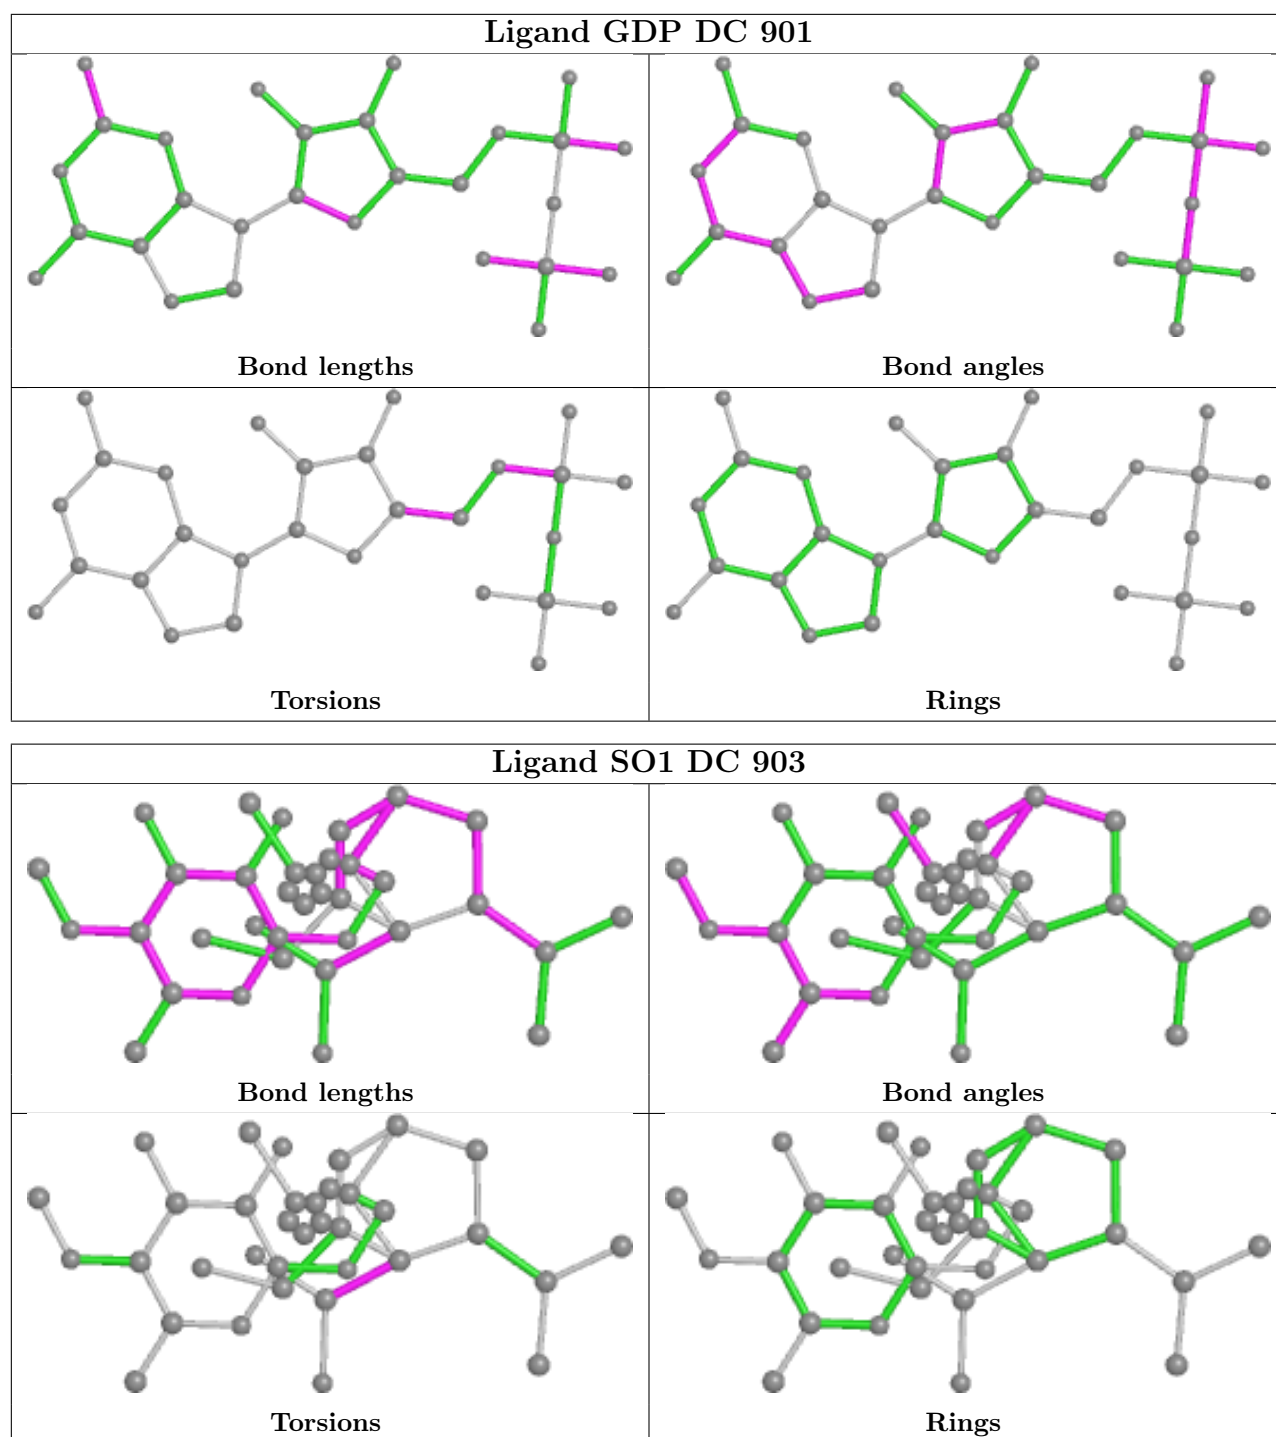 Ligand GDP DC 901
Bond lengths
Bond angles
Torsions
Rings
Ligand SO1 DC 903
Bond lengths
Bond angles
Torsions
Rings